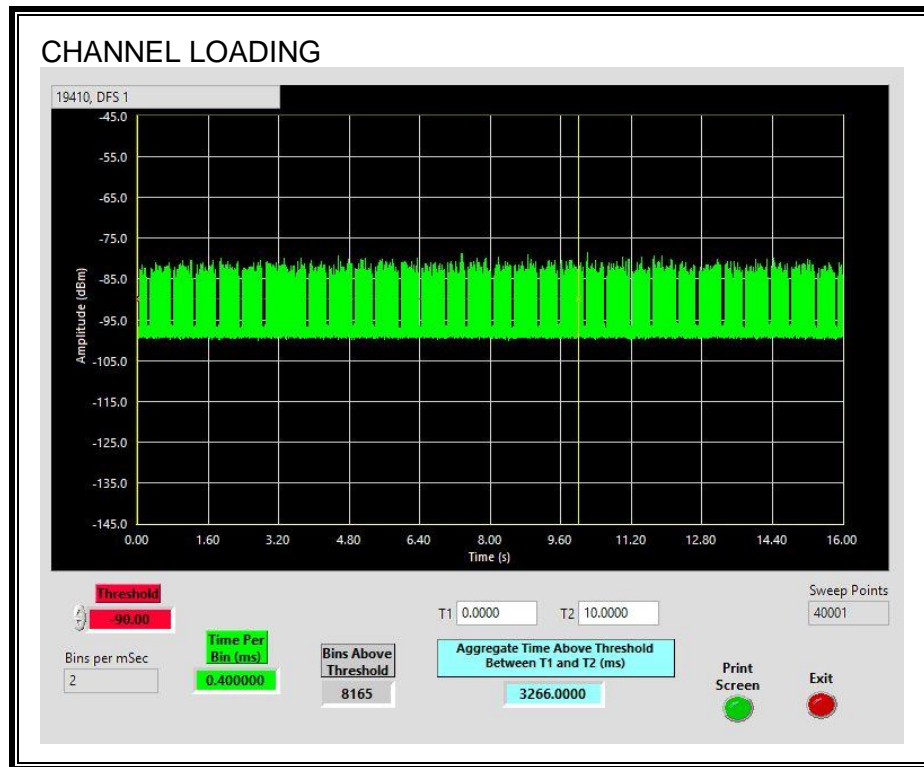 CHANNEL LOADING
19410, DFS 1
-45.0
-55.0
-65.0
-75.0
-85.0
-95.0
-105.0
-115.0
-125.0
-135.0
-145.0
Amplitude (dBm)
0.00 1.60 3.20 4.80 6.40 8.00 9.60 11.20 12.80 14.40 16.00
Time (s)
Threshold
-90.00
Bins per mSec
2
Time Per
Bin (ms)
0.400000
Bins Above
Threshold
8165
T1 0.0000 T2 10.0000
Aggregate Time Above Threshold
Between T1 and T2 (ms)
3266.0000
Sweep Points
40001
Print
Screen
Exit